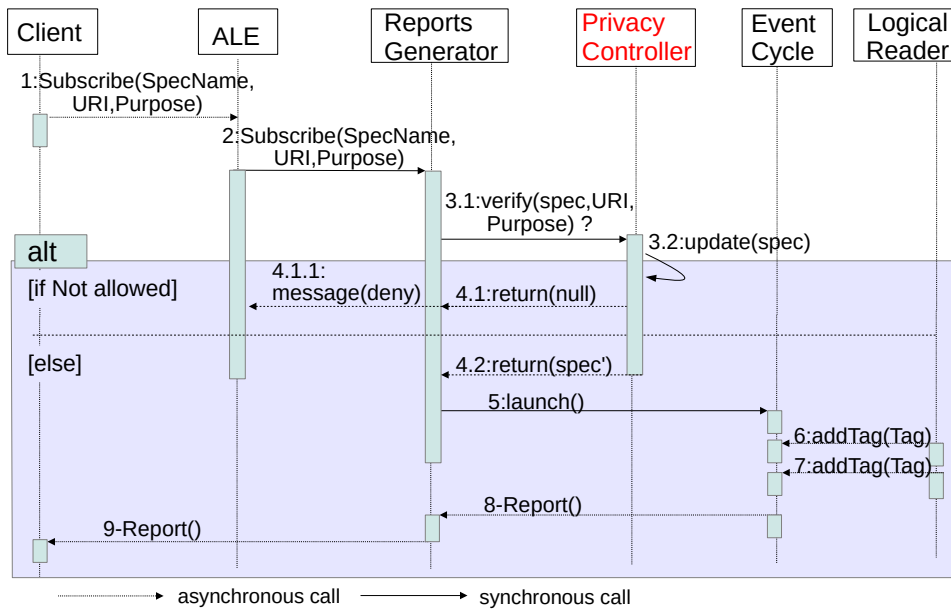 Client
ALE
Reports
Generator
Privacy
Controller
Event
Cycle
Logical
Reader
1:Subscribe(SpecName,
URI,Purpose)
2:Subscribe(SpecName,
URI,Purpose)
3.1:verify(spec,URI,
Purpose) ?
3.2:update(spec)
alt
[if Not allowed]
4.1.1:
message(deny)
4.1:return(null)
[else]
4.2:return(spec')
5:launch()
6:addTag(Tag)
7:addTag(Tag)
8-Report()
9-Report()
asynchronous call
synchronous call